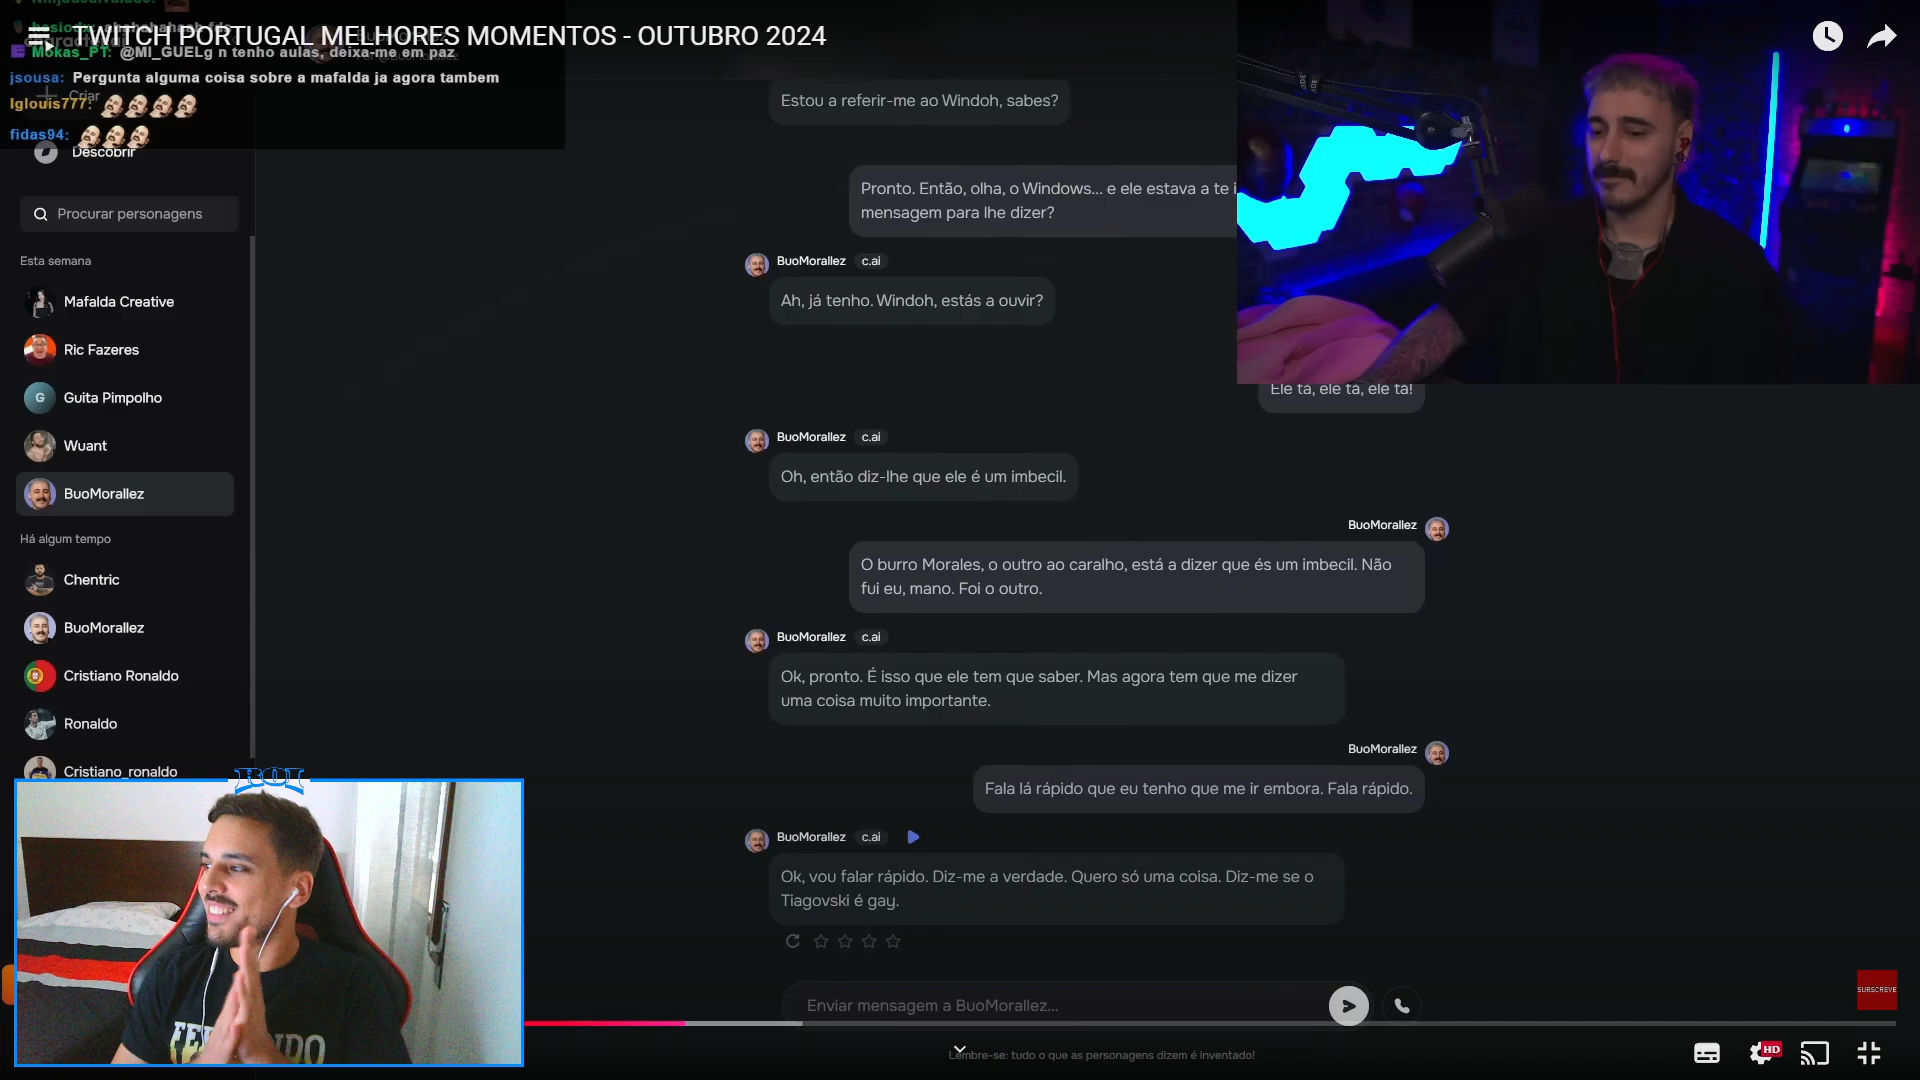 TWITCH PORTUGAL MELHORES MOMENTOS - OUTUBRO 2024
Mokas_PT: @MI_GUELg n tenho aulas, deixa-me em paz
jsousa: Pergunta alguma coisa sobre a mafalda ja agora tambem
lglouis777:
Criar
fidas94:
Descobrir
Procurar personagens
Esta semana
Mafalda Creative
Ric Fazeres
G
Guita Pimpolho
Wuant
BuoMorallez
Há algum tempo
Chentric
BuoMorallez
Cristiano Ronaldo
Ronaldo
Cristiano_ronaldo
Estou a referir-me ao Windoh, sabes?
Pronto. Então, olha, o Windows... e ele estava a te i
mensagem para lhe dizer?
BuoMorallez c.ai
Ah, já tenho. Windoh, estás a ouvir?
Ele tá, ele tá, ele tá!
BuoMorallez c.ai
Oh, então diz-lhe que ele é um imbecil.
BuoMorallez
O burro Morales, o outro ao caralho, está a dizer que és um imbecil. Não
fui eu, mano. Foi o outro.
BuoMorallez c.ai
Ok, pronto. É isso que ele tem que saber. Mas agora tem que me dizer
uma coisa muito importante.
BuoMorallez
Fala lá rápido que eu tenho que me ir embora. Fala rápido.
BuoMorallez c.ai
Ok, vou falar rápido. Diz-me a verdade. Quero só uma coisa. Diz-me se o
Tiagovski é gay.
Enviar mensagem a BuoMorallez...
Lembre-se: tudo o que as personagens dizem é inventado!
SUBSCREVE
HD